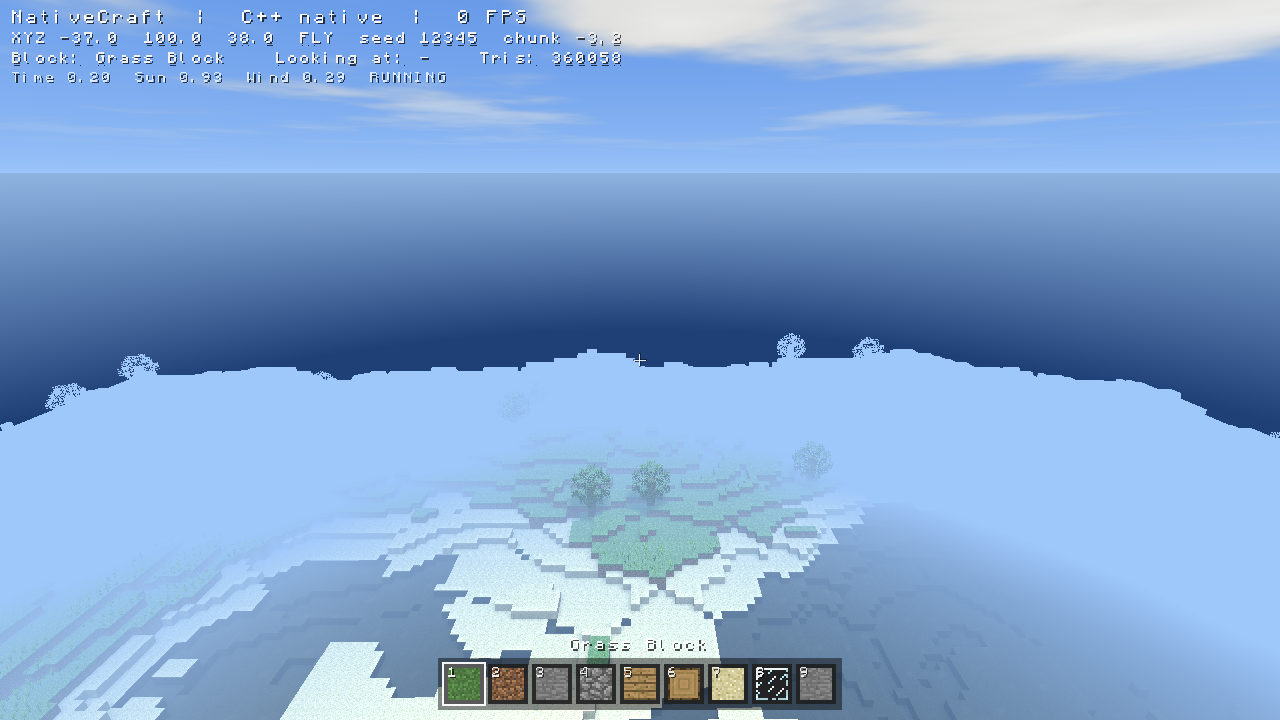 NativeCraft | C++ native | 0 FPS
XYZ -37.0 100.0 38.0 FLY seed 12345 chunk -3,2
Block: Grass Block Looking at: - Tris: 360058
Time 0.20 Sun 0.93 Wind 0.29 RUNNING
Grass Block
1 2 3 4 5 6 7 8 9